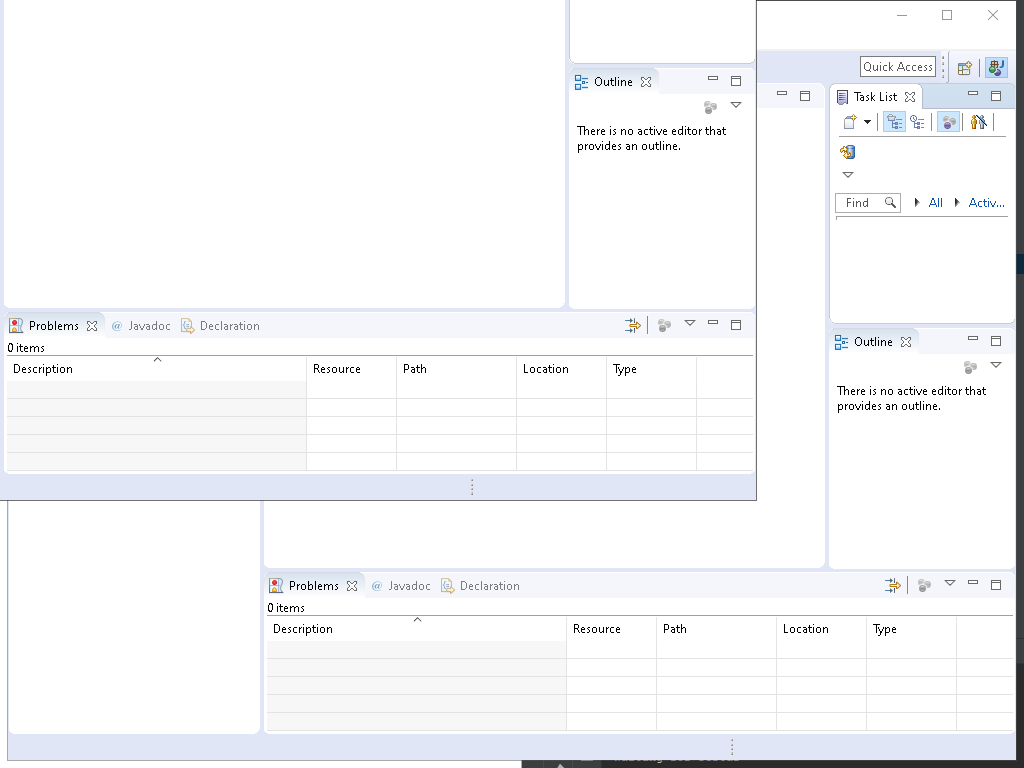 Quick Access
Outline
There is no active editor that
provides an outline.
Task List
Find
All
Activ...
Problems
@ Javadoc
Declaration
0 items
Description
Resource
Path
Location
Type
Outline
There is no active editor that
provides an outline.
Problems
@ Javadoc
Declaration
0 items
Description
Resource
Path
Location
Type